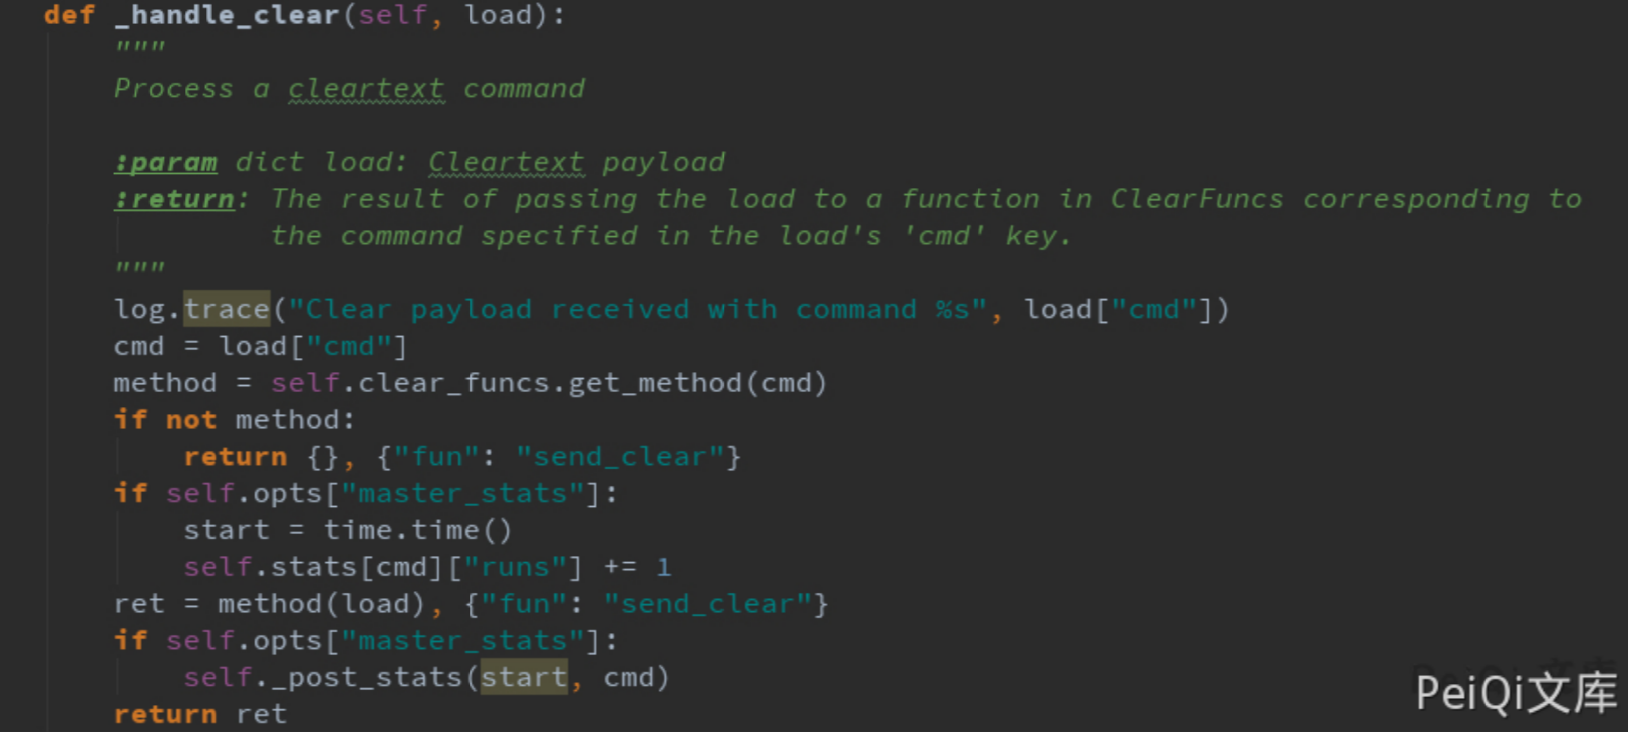 def _handle_clear(self, load):
"""
Process a cleartext command
:param dict load: Cleartext payload
:return: The result of passing the load to a function in ClearFuncs corresponding to
the command specified in the load's 'cmd' key.
"""
log.trace("Clear payload received with command %s", load["cmd"])
cmd = load["cmd"]
method = self.clear_funcs.get_method(cmd)
if not method:
return {}, {"fun": "send_clear"}
if self.opts["master_stats"]:
start = time.time()
self.stats[cmd]["runs"] += 1
ret = method(load), {"fun": "send_clear"}
if self.opts["master_stats"]:
self._post_stats(start, cmd)
return ret
PeiQi文库